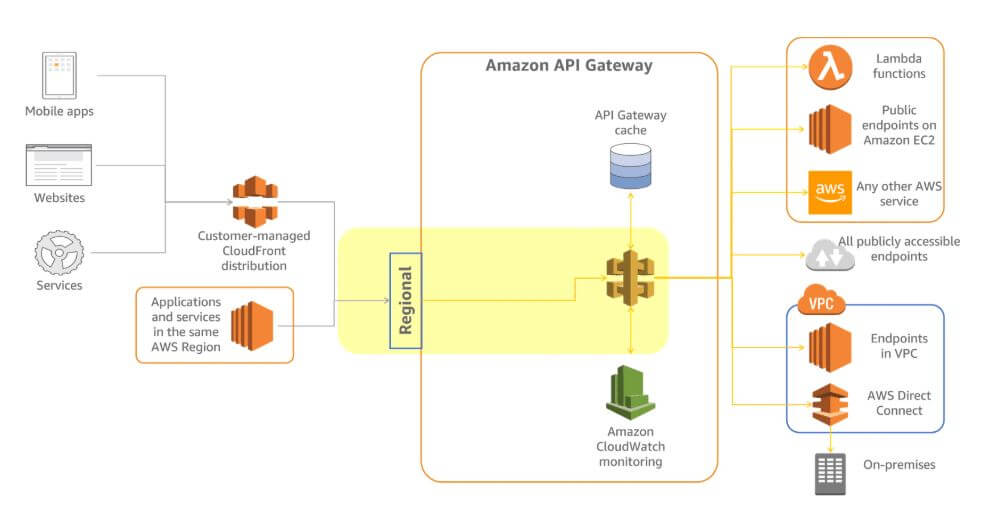 Amazon API Gateway
Mobile apps
Websites
Services
Customer-managed
CloudFront
distribution
Applications
and services
in the same
AWS Region
Regional
API Gateway
cache
Amazon
CloudWatch
monitoring
λ
Lambda
functions
Public
endpoints on
Amazon EC2
aws
Any other AWS
service
All publicly accessible
endpoints
VPC
Endpoints
in VPC
AWS Direct
Connect
On-premises